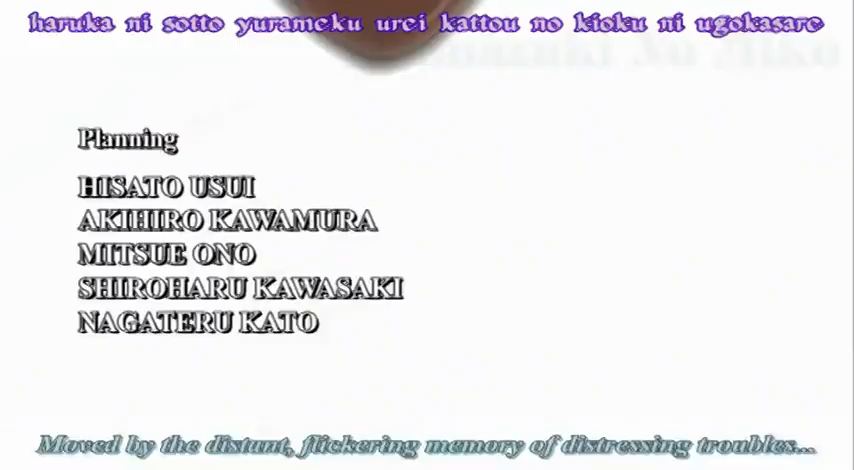 haruka ni sotto yurameku urei kattou no kioku ni ugokasare
Planning
HISATO USUI
AKIHIRO KAWAMURA
MITSUE ONO
SHIROHARU KAWASAKI
NAGATERU KATO
Moved by the distant, flickering memory of distressing troubles...